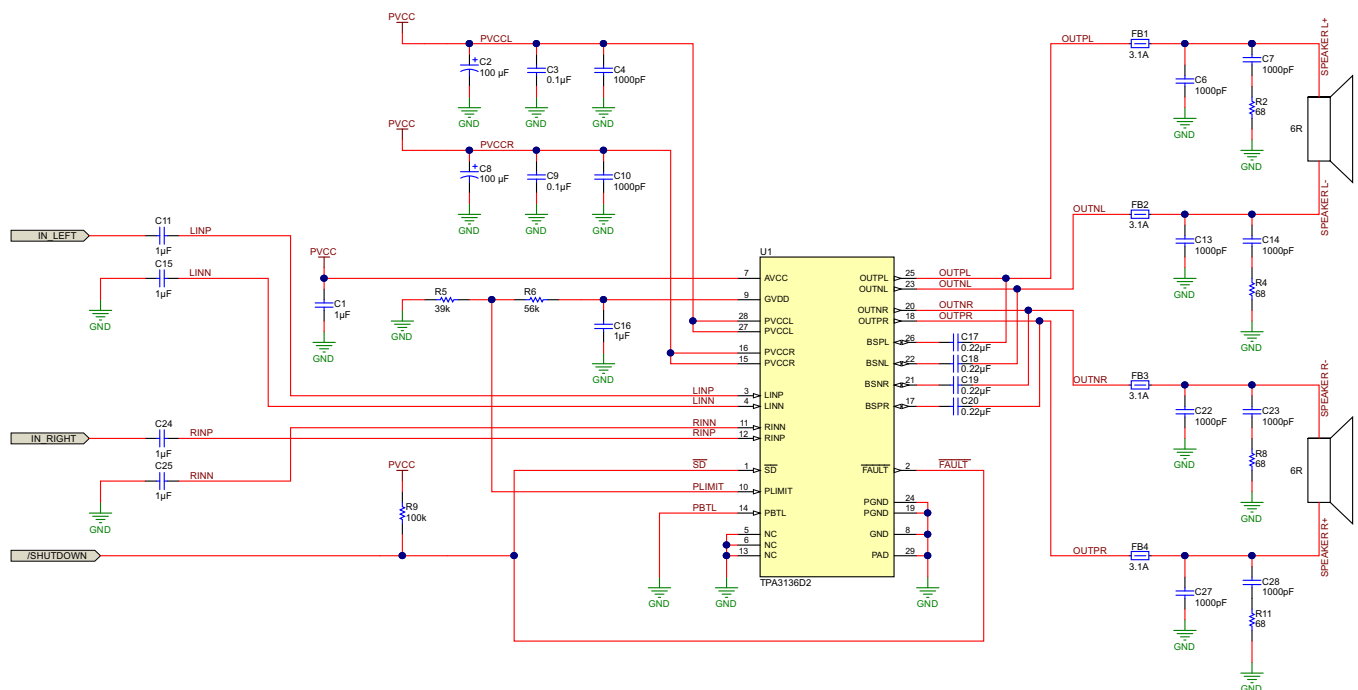 PVCC
PVCCL
C2
100 µF
C3
0.1µF
C4
1000pF
GND
GND
GND
PVCC
PVCCR
C8
100 µF
C9
0.1µF
C10
1000pF
GND
GND
GND
IN_LEFT
C11
1µF
LINP
C15
1µF
LINN
GND
PVCC
C1
1µF
GND
R5
39k
R6
56k
GND
C16
1µF
GND
IN_RIGHT
C24
1µF
RINP
C25
1µF
RINN
GND
PVCC
R9
100k
/SHUTDOWN
LINP
LINN
RINN
RINP
SD
PLIMIT
PBTL
GND
GND
U1
7 AVCC
9 GVDD
28 PVCCL
27 PVCCL
16 PVCCR
15 PVCCR
3 LINP
4 LINN
11 RINN
12 RINP
1 SD
10 PLIMIT
14 PBTL
5 NC
6 NC
13 NC
TPA3136D2
OUTPL 25 OUTPL
OUTNL 23 OUTNL
OUTNR 20 OUTNR
OUTPR 18 OUTPR
BSPL 26
BSNL 22
BSNR 21
BSPR 17
FAULT 2 FAULT
PGND 24
PGND 19
GND 8
PAD 29
GND
C17
0.22µF
C18
0.22µF
C19
0.22µF
C20
0.22µF
OUTPL
FB1
3.1A
C6
1000pF
C7
1000pF
R2
68
GND
GND
SPEAKER L+
6R
SPEAKER L-
OUTNL
FB2
3.1A
C13
1000pF
C14
1000pF
R4
68
GND
GND
OUTNR
FB3
3.1A
C22
1000pF
C23
1000pF
R8
68
GND
GND
SPEAKER R-
6R
SPEAKER R+
OUTPR
FB4
3.1A
C27
1000pF
C28
1000pF
R11
68
GND
GND